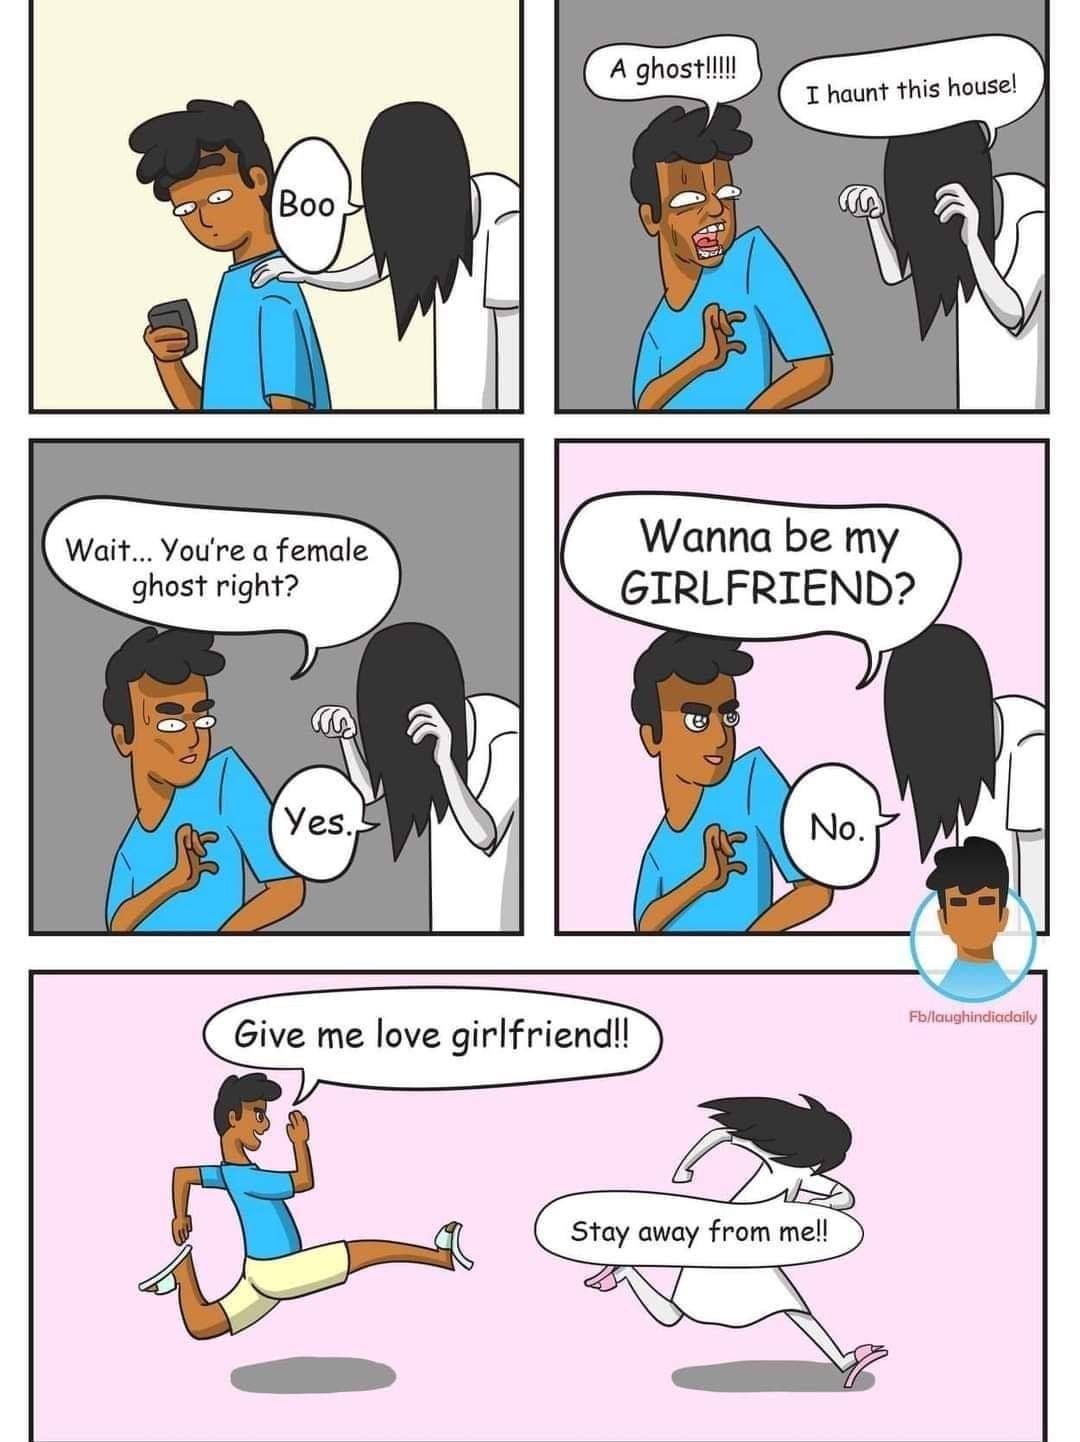 Boo
A ghost!!!!!
I haunt this house!
Wait... You're a female
ghost right?
Yes.
Wanna be my
GIRLFRIEND?
No.
Fb/laughindiadaily
Give me love girlfriend!!
Stay away from me!!